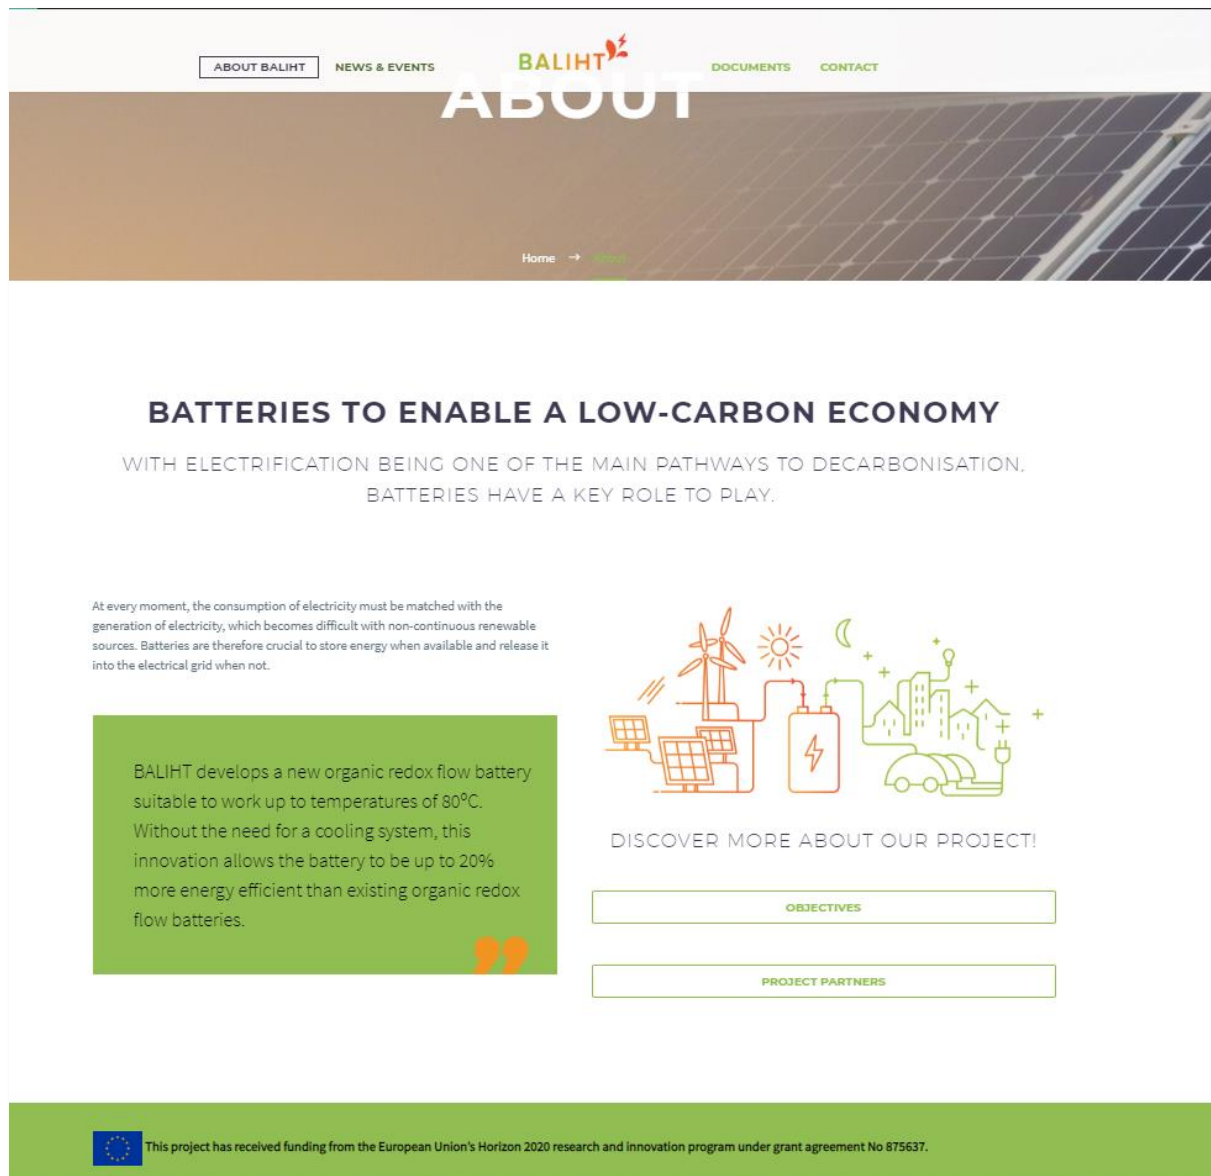 ABOUT BALIHT
NEWS & EVENTS
BALIHT
DOCUMENTS
CONTACT
ABOUT
Home → About
BATTERIES TO ENABLE A LOW-CARBON ECONOMY
WITH ELECTRIFICATION BEING ONE OF THE MAIN PATHWAYS TO DECARBONISATION,
BATTERIES HAVE A KEY ROLE TO PLAY.
At every moment, the consumption of electricity must be matched with the
generation of electricity, which becomes difficult with non-continuous renewable
sources. Batteries are therefore crucial to store energy when available and release it
into the electrical grid when not.
BALIHT develops a new organic redox flow battery
suitable to work up to temperatures of 80ºC.
Without the need for a cooling system, this
innovation allows the battery to be up to 20%
more energy efficient than existing organic redox
flow batteries.
”
DISCOVER MORE ABOUT OUR PROJECT!
OBJECTIVES
PROJECT PARTNERS
This project has received funding from the European Union's Horizon 2020 research and innovation program under grant agreement No 875637.